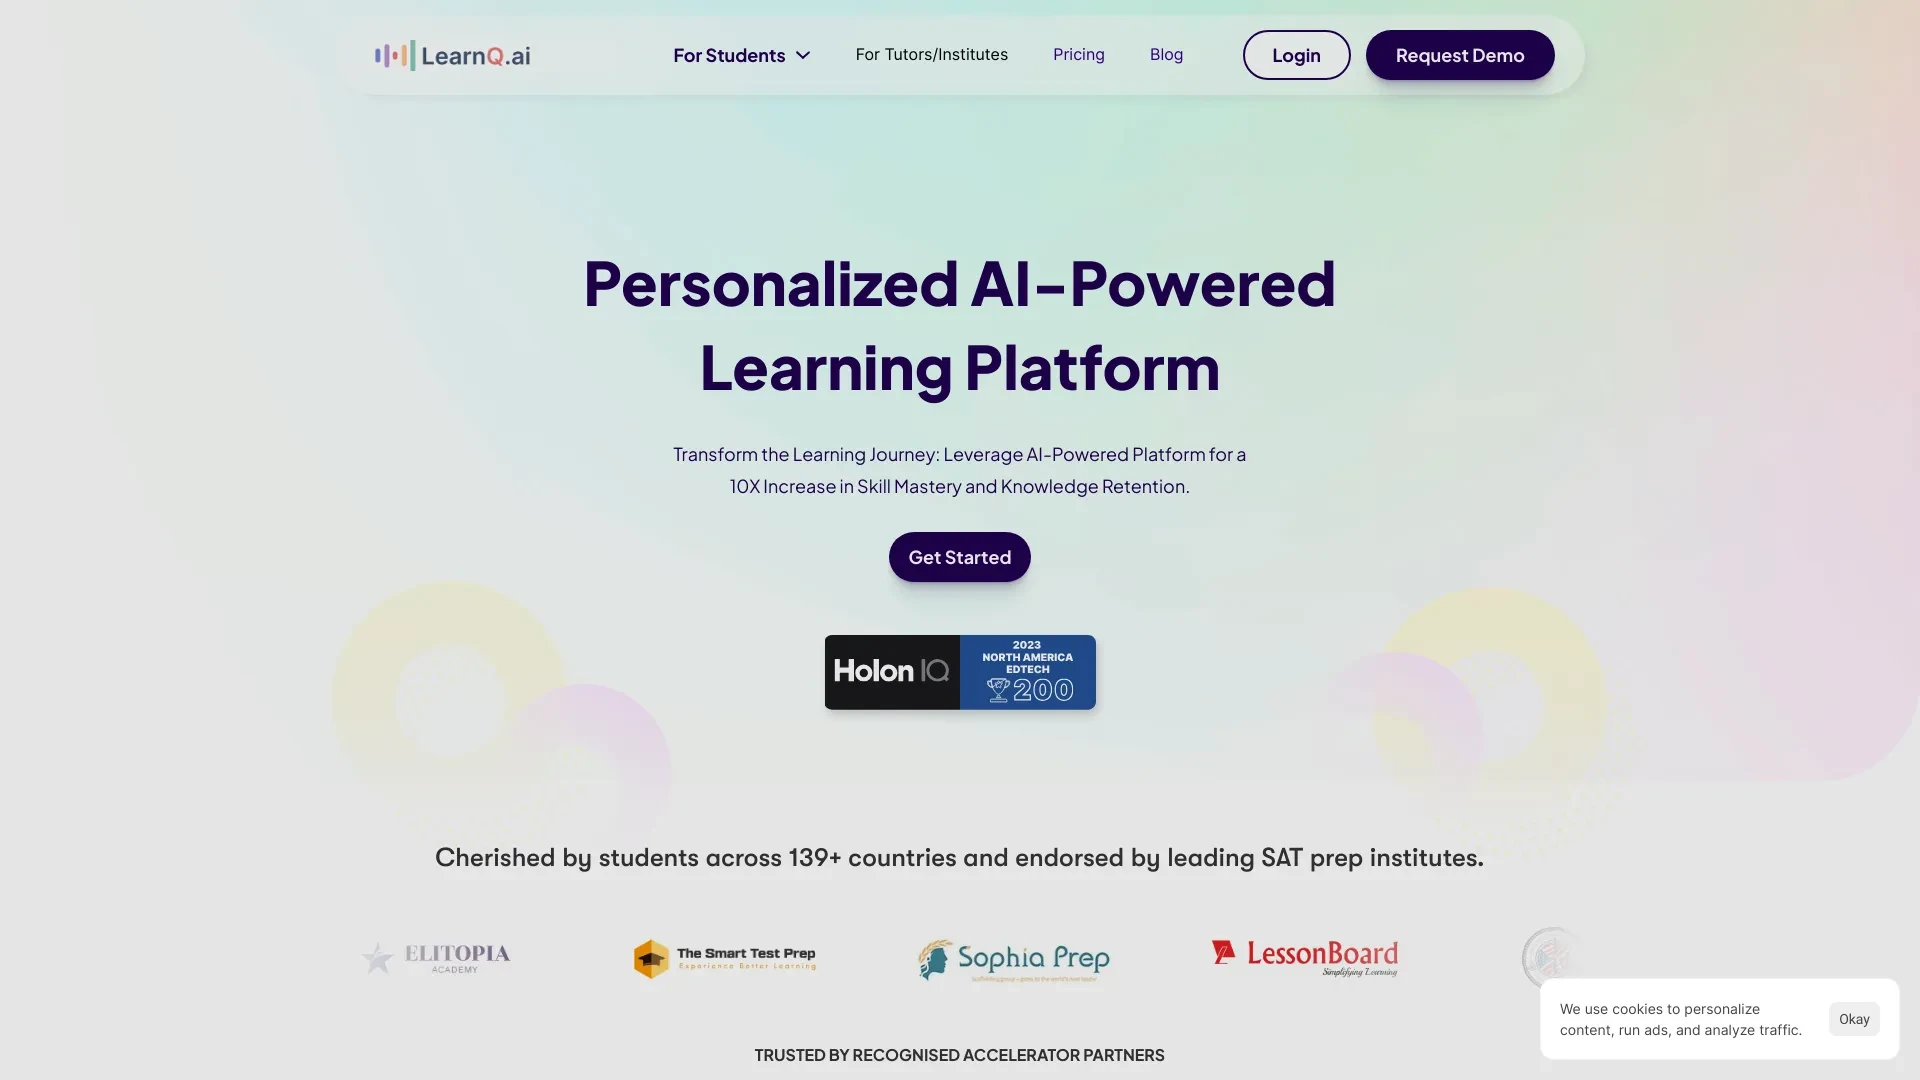 LearnQ.ai
For Students
For Tutors/Institutes
Pricing
Blog
Login
Request Demo
Personalized AI–Powered
Learning Platform
Transform the Learning Journey: Leverage AI-Powered Platform for a
10X Increase in Skill Mastery and Knowledge Retention.
Get Started
Holon IQ
2023
NORTH AMERICA
EDTECH
200
Cherished by students across 139+ countries and endorsed by leading SAT prep institutes.
ELITOPIA
ACADEMY
The Smart Test Prep
Experience Better Learning
Sophia Prep
LessonBoard
Simplifying Learning
We use cookies to personalize
content, run ads, and analyze traffic.
Okay
TRUSTED BY RECOGNISED ACCELERATOR PARTNERS